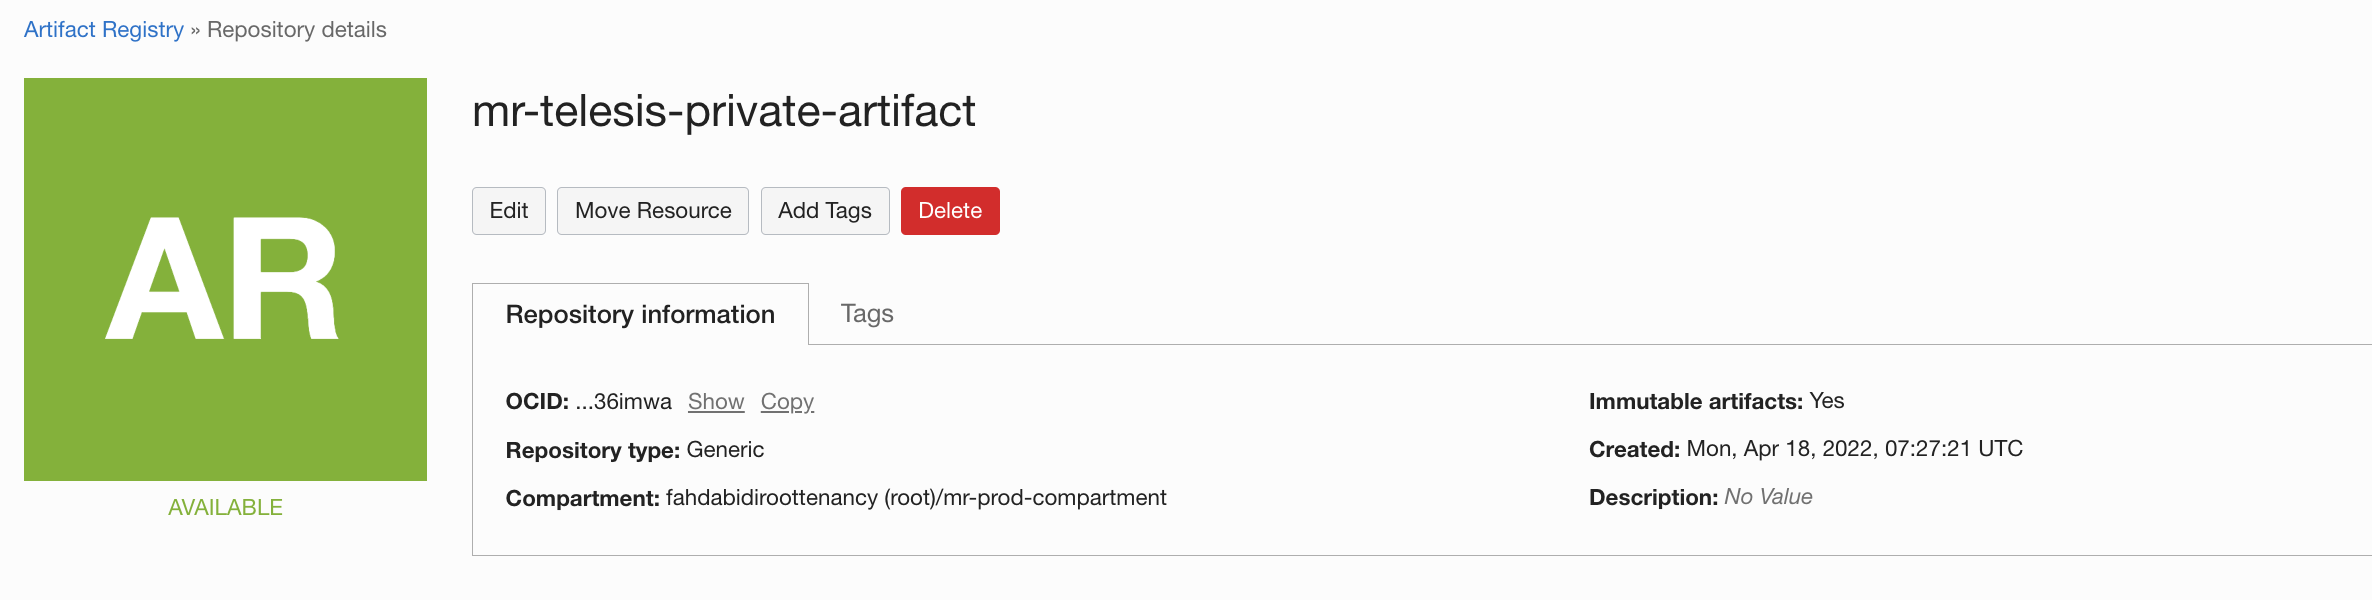 Artifact Registry » Repository details
AR
AVAILABLE
mr-telesis-private-artifact
Edit Move Resource Add Tags Delete
Repository information Tags
OCID: ...36imwa Show Copy
Repository type: Generic
Compartment: fahdabidiroottenancy (root)/mr-prod-compartment
Immutable artifacts: Yes
Created: Mon, Apr 18, 2022, 07:27:21 UTC
Description: No Value